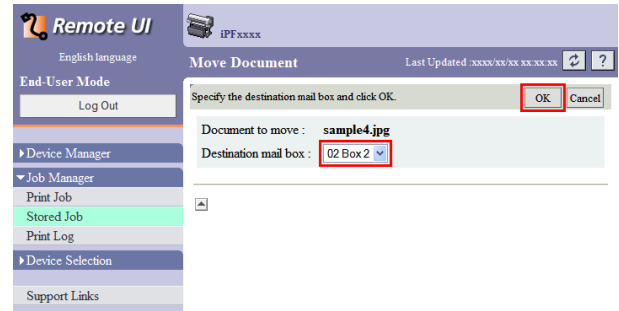 Remote UI
English language
End-User Mode
Log Out
Device Manager
Job Manager
Print Job
Stored Job
Print Log
Device Selection
Support Links
iPFxxxx
Move Document
Last Updated :xxxx/xx/xx xx:xx:xx
?
Specify the destination mail box and click OK.
OK
Cancel
Document to move : sample4.jpg
Destination mail box : 02 Box 2